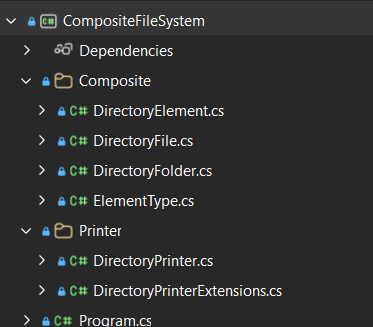 C# CompositeFileSystem
Dependencies
Composite
C# DirectoryElement.cs
C# DirectoryFile.cs
C# DirectoryFolder.cs
C# ElementType.cs
Printer
C# DirectoryPrinter.cs
C# DirectoryPrinterExtensions.cs
C# Program.cs